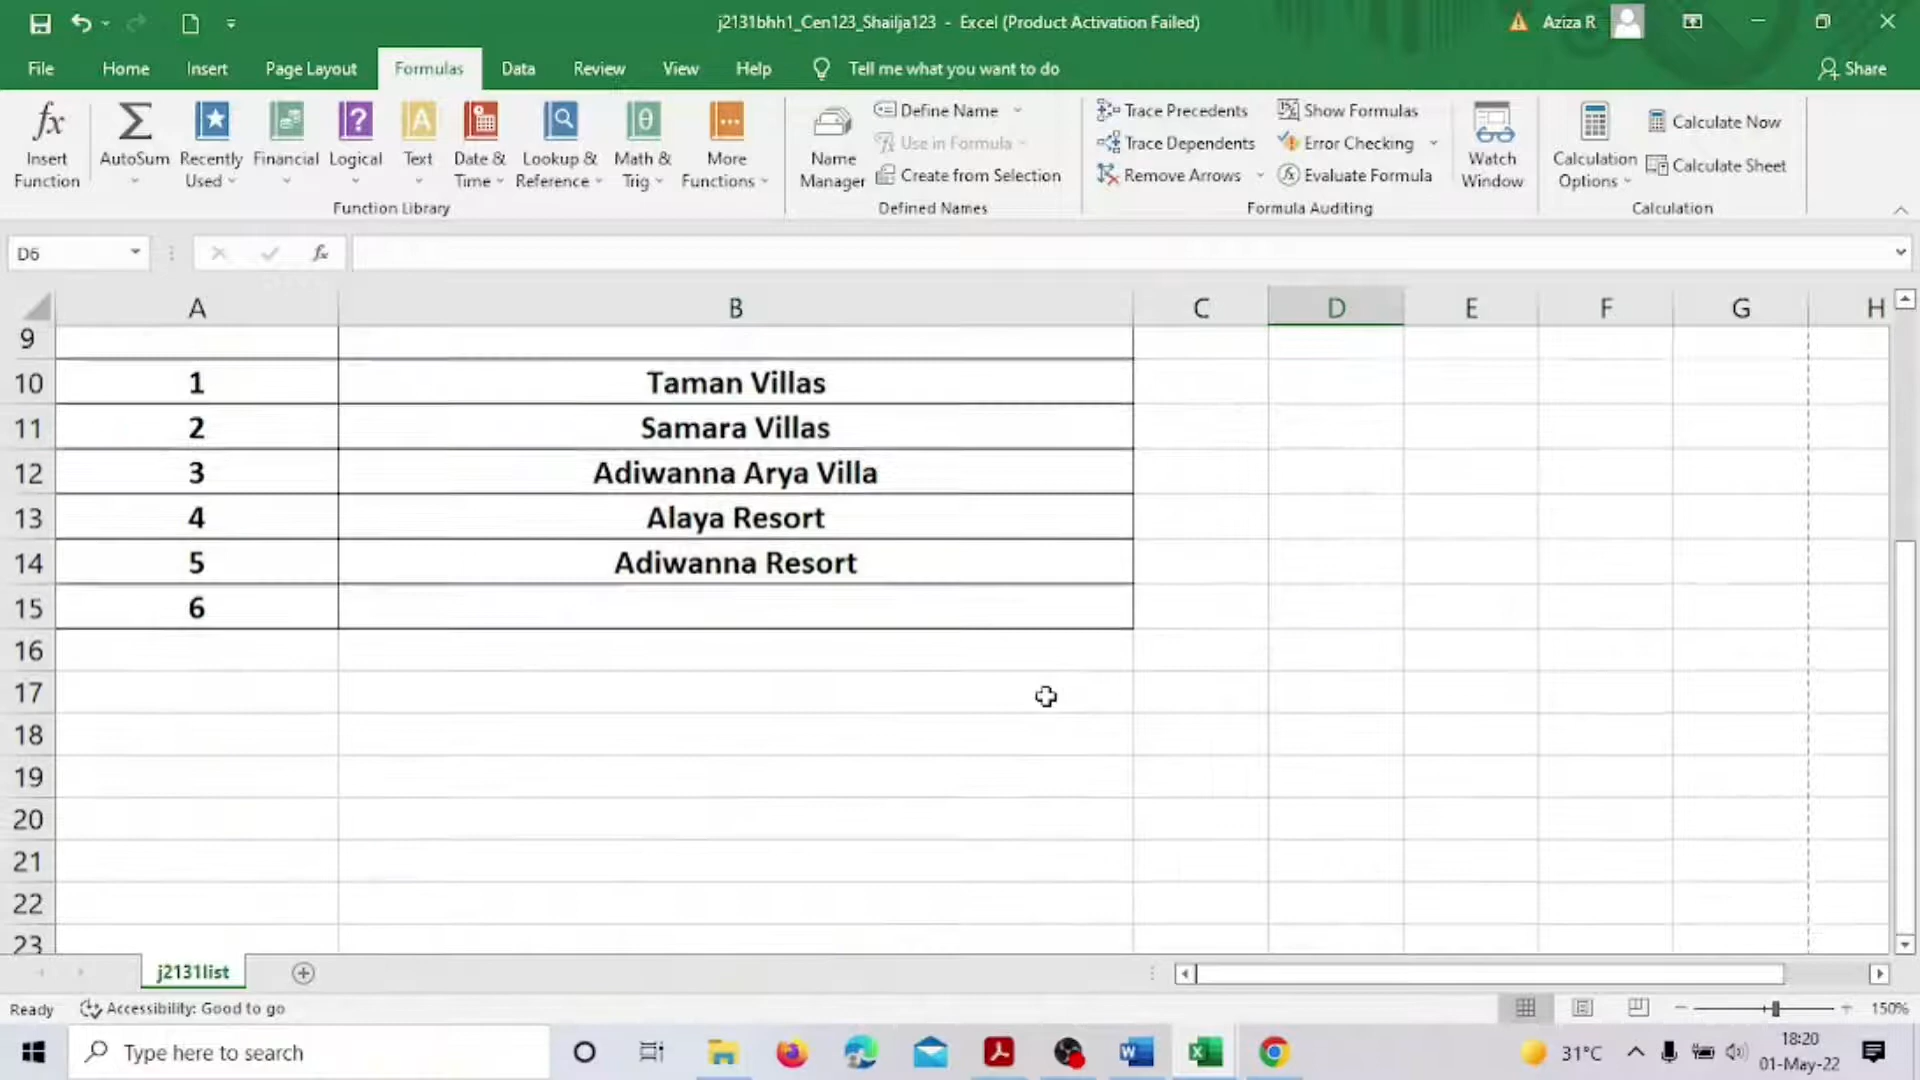 j2131bhh1_Cen123_Shailja123 - Excel (Product Activation Failed)
Aziza R
File Home Insert Page Layout Formulas Data Review View Help Tell me what you want to do Share
Insert Function
AutoSum
Recently Used
Financial
Logical
Text
Date & Time
Lookup & Reference
Math & Trig
More Functions
Function Library
Name Manager
Define Name
Use in Formula
Create from Selection
Defined Names
Trace Precedents
Trace Dependents
Remove Arrows
Show Formulas
Error Checking
Evaluate Formula
Formula Auditing
Watch Window
Calculation Options
Calculate Now
Calculate Sheet
Calculation
D6 fx
A B C D E F G H
9
10 1 Taman Villas
11 2 Samara Villas
12 3 Adiwanna Arya Villa
13 4 Alaya Resort
14 5 Adiwanna Resort
15 6
16
17
18
19
20
21
22
23
j2131list
Ready Accessibility: Good to go 150%
Type here to search 31°C 18:20
01-May-22